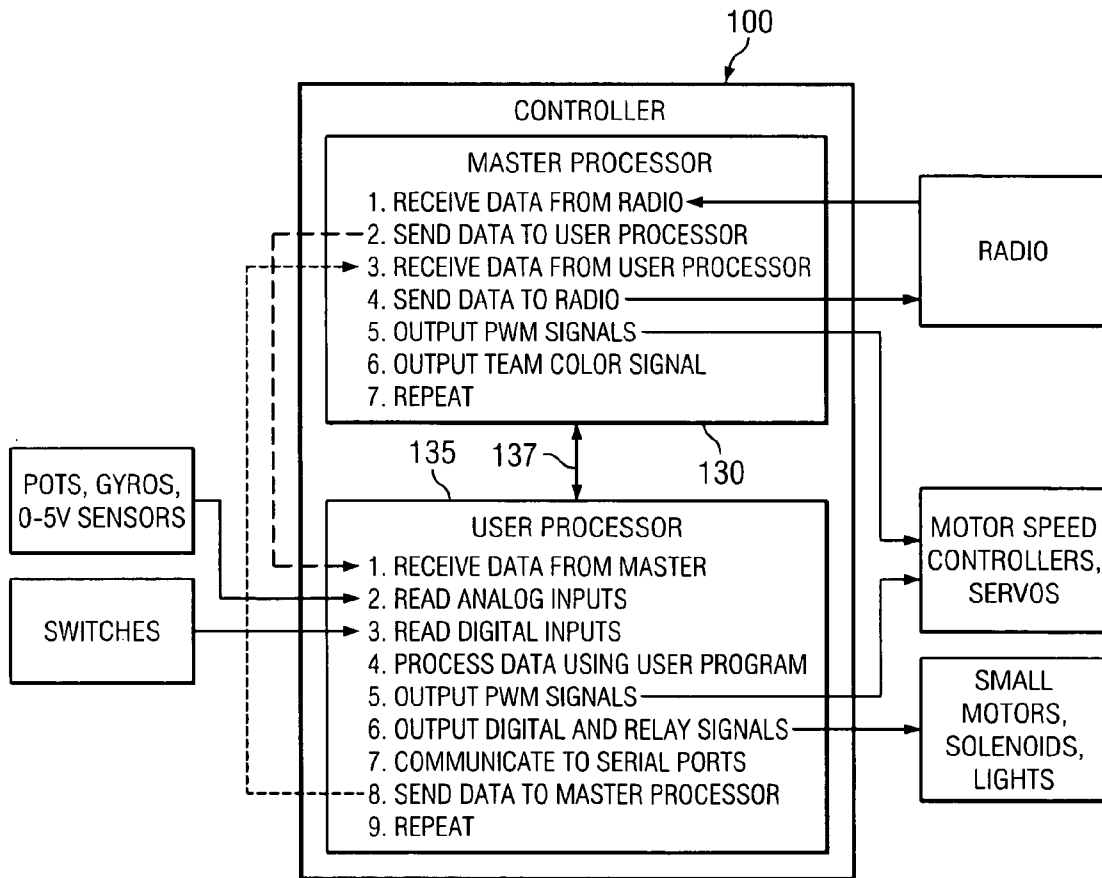 100
CONTROLLER
MASTER PROCESSOR
1. RECEIVE DATA FROM RADIO
2. SEND DATA TO USER PROCESSOR
3. RECEIVE DATA FROM USER PROCESSOR
4. SEND DATA TO RADIO
5. OUTPUT PWM SIGNALS
6. OUTPUT TEAM COLOR SIGNAL
7. REPEAT
RADIO
135
137
130
POTS, GYROS,
0-5V SENSORS
SWITCHES
USER PROCESSOR
1. RECEIVE DATA FROM MASTER
2. READ ANALOG INPUTS
3. READ DIGITAL INPUTS
4. PROCESS DATA USING USER PROGRAM
5. OUTPUT PWM SIGNALS
6. OUTPUT DIGITAL AND RELAY SIGNALS
7. COMMUNICATE TO SERIAL PORTS
8. SEND DATA TO MASTER PROCESSOR
9. REPEAT
MOTOR SPEED
CONTROLLERS,
SERVOS
SMALL
MOTORS,
SOLENOIDS,
LIGHTS